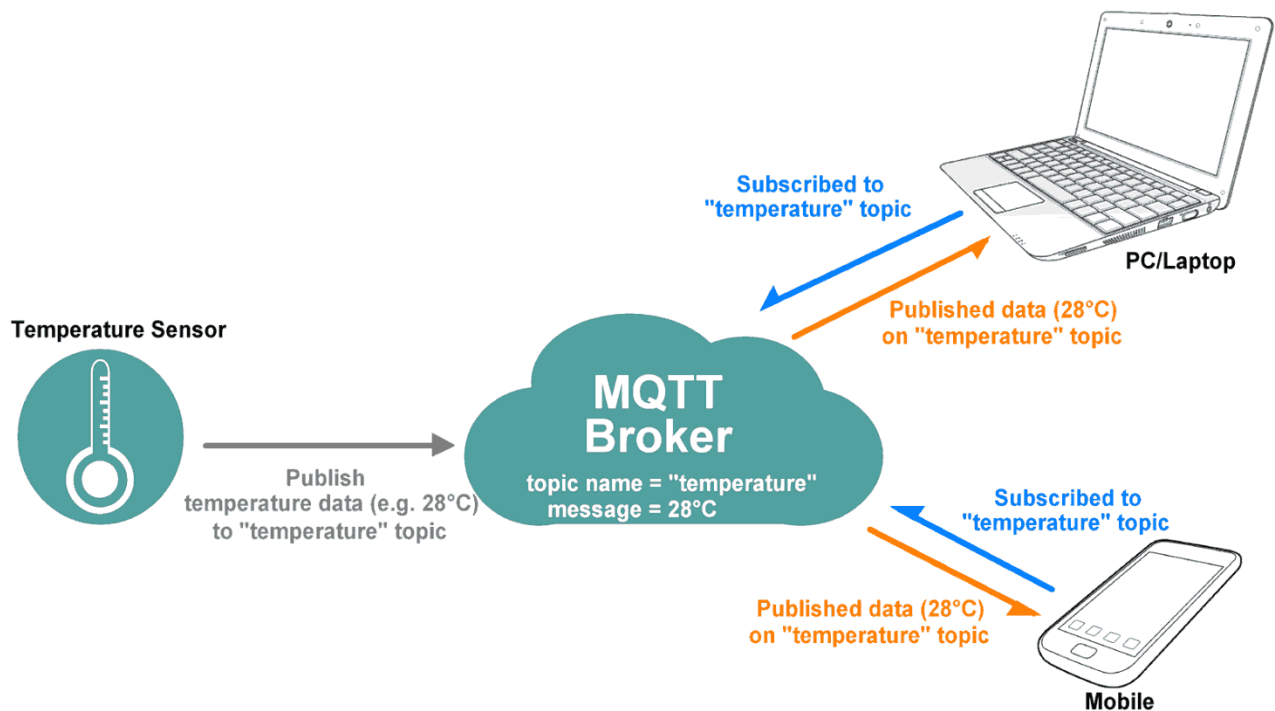 Subscribed to
"temperature" topic
PC/Laptop
Published data (28°C)
on "temperature" topic
Temperature Sensor
Publish
temperature data (e.g. 28°C)
to "temperature" topic
MQTT
Broker
topic name = "temperature"
message = 28°C
Subscribed to
"temperature" topic
Published data (28°C)
on "temperature" topic
Mobile